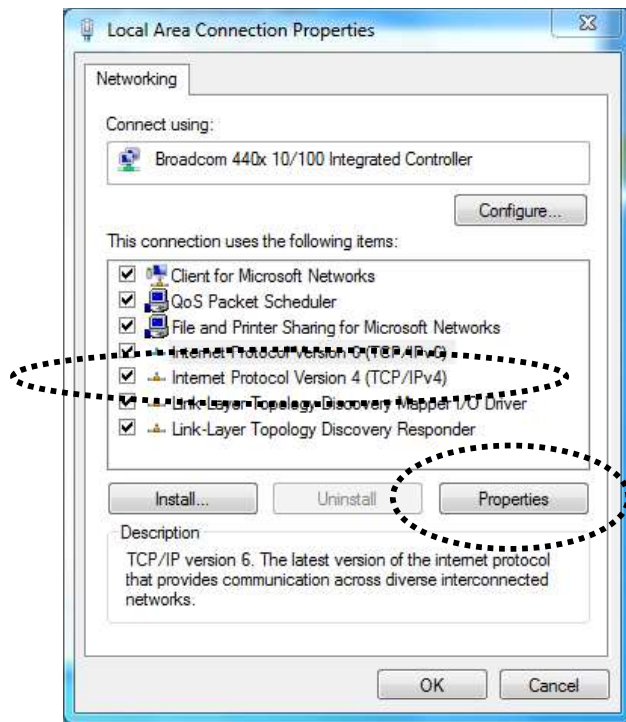 Local Area Connection Properties
Networking
Connect using:
Broadcom 440x 10/100 Integrated Controller
Configure...
This connection uses the following items:
Client for Microsoft Networks
QoS Packet Scheduler
File and Printer Sharing for Microsoft Networks
Internet Protocol Version 6 (TCP/IPv6)
Internet Protocol Version 4 (TCP/IPv4)
Link-Layer Topology Discovery Mapper I/O Driver
Link-Layer Topology Discovery Responder
Install... Uninstall Properties
Description
TCP/IP version 6. The latest version of the internet protocol
that provides communication across diverse interconnected
networks.
OK Cancel